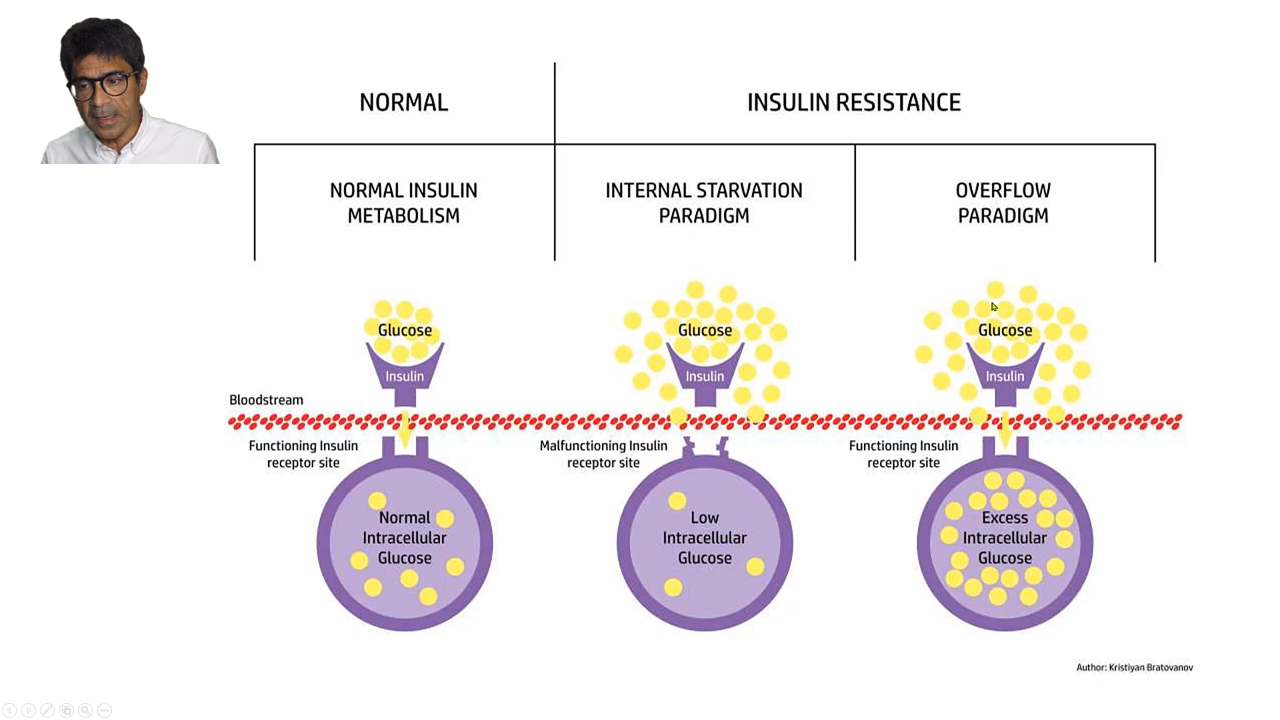 NORMAL
INSULIN RESISTANCE
NORMAL INSULIN
METABOLISM
INTERNAL STARVATION
PARADIGM
OVERFLOW
PARADIGM
Glucose
Glucose
Glucose
Insulin
Insulin
Insulin
Bloodstream
Functioning Insulin
receptor site
Malfunctioning Insulin
receptor site
Functioning Insulin
receptor site
Normal
Intracellular
Glucose
Low
Intracellular
Glucose
Excess
Intracellular
Glucose
Author: Kristiyan Bratovanov